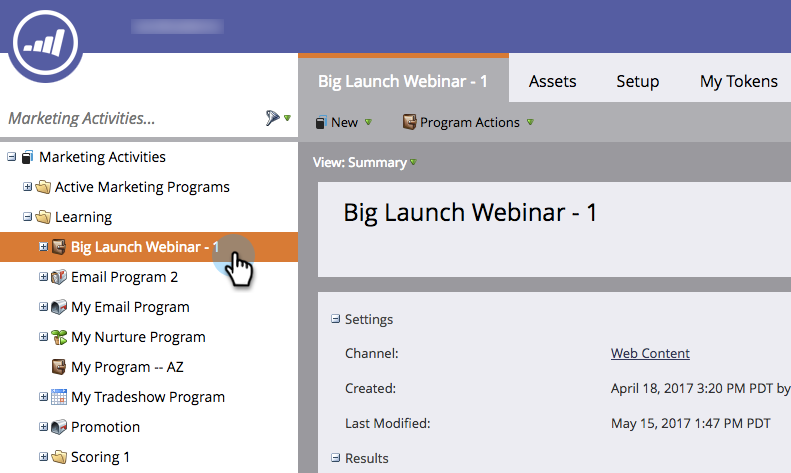 Big Launch Webinar - 1
Assets
Setup
My Tokens
Marketing Activities...
New
Program Actions
View: Summary
Marketing Activities
Active Marketing Programs
Learning
Big Launch Webinar - 1
Email Program 2
My Email Program
My Nurture Program
My Program -- AZ
My Tradeshow Program
Promotion
Scoring 1
Big Launch Webinar - 1
Settings
Channel: Web Content
Created: April 18, 2017 3:20 PM PDT by
Last Modified: May 15, 2017 1:47 PM PDT
Results